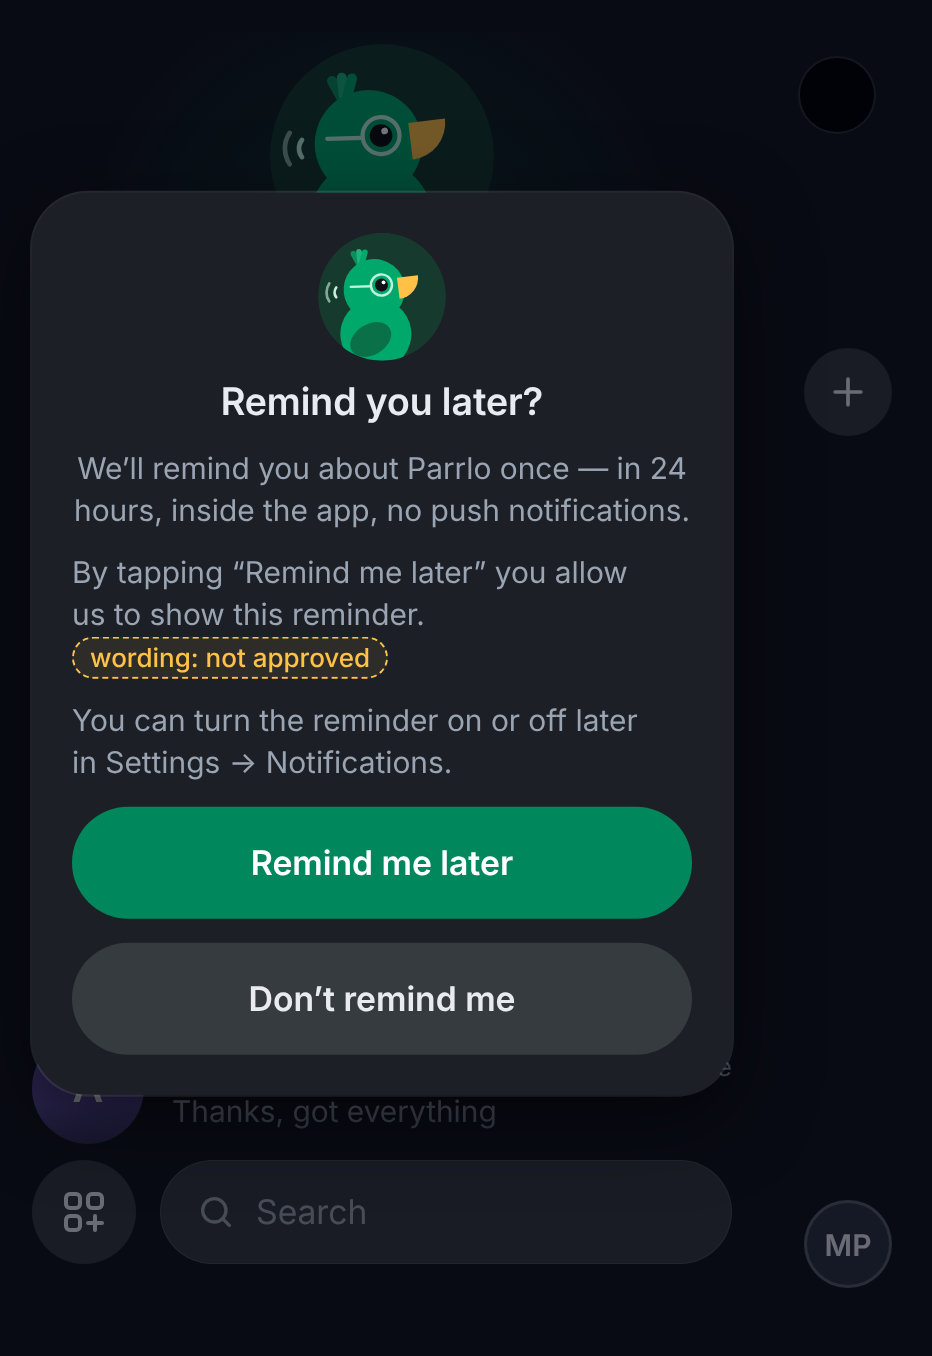 Remind you later?
We’ll remind you about Parrlo once — in 24
hours, inside the app, no push notifications.
By tapping “Remind me later” you allow
us to show this reminder.
wording: not approved
You can turn the reminder on or off later
in Settings → Notifications.
Remind me later
Don’t remind me
Thanks, got everything
Search
MP